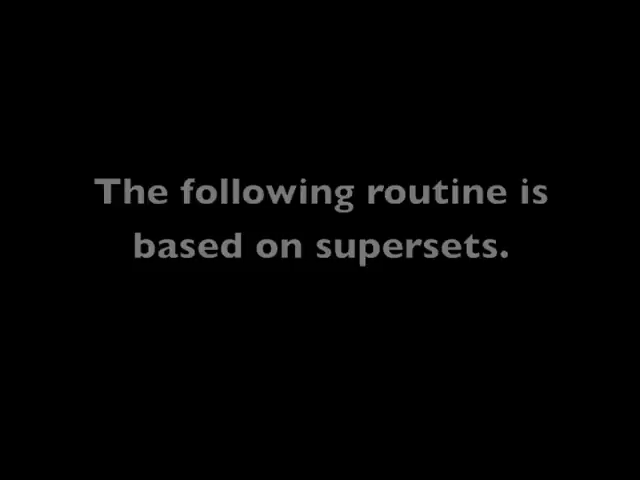 The following routine is
based on supersets.